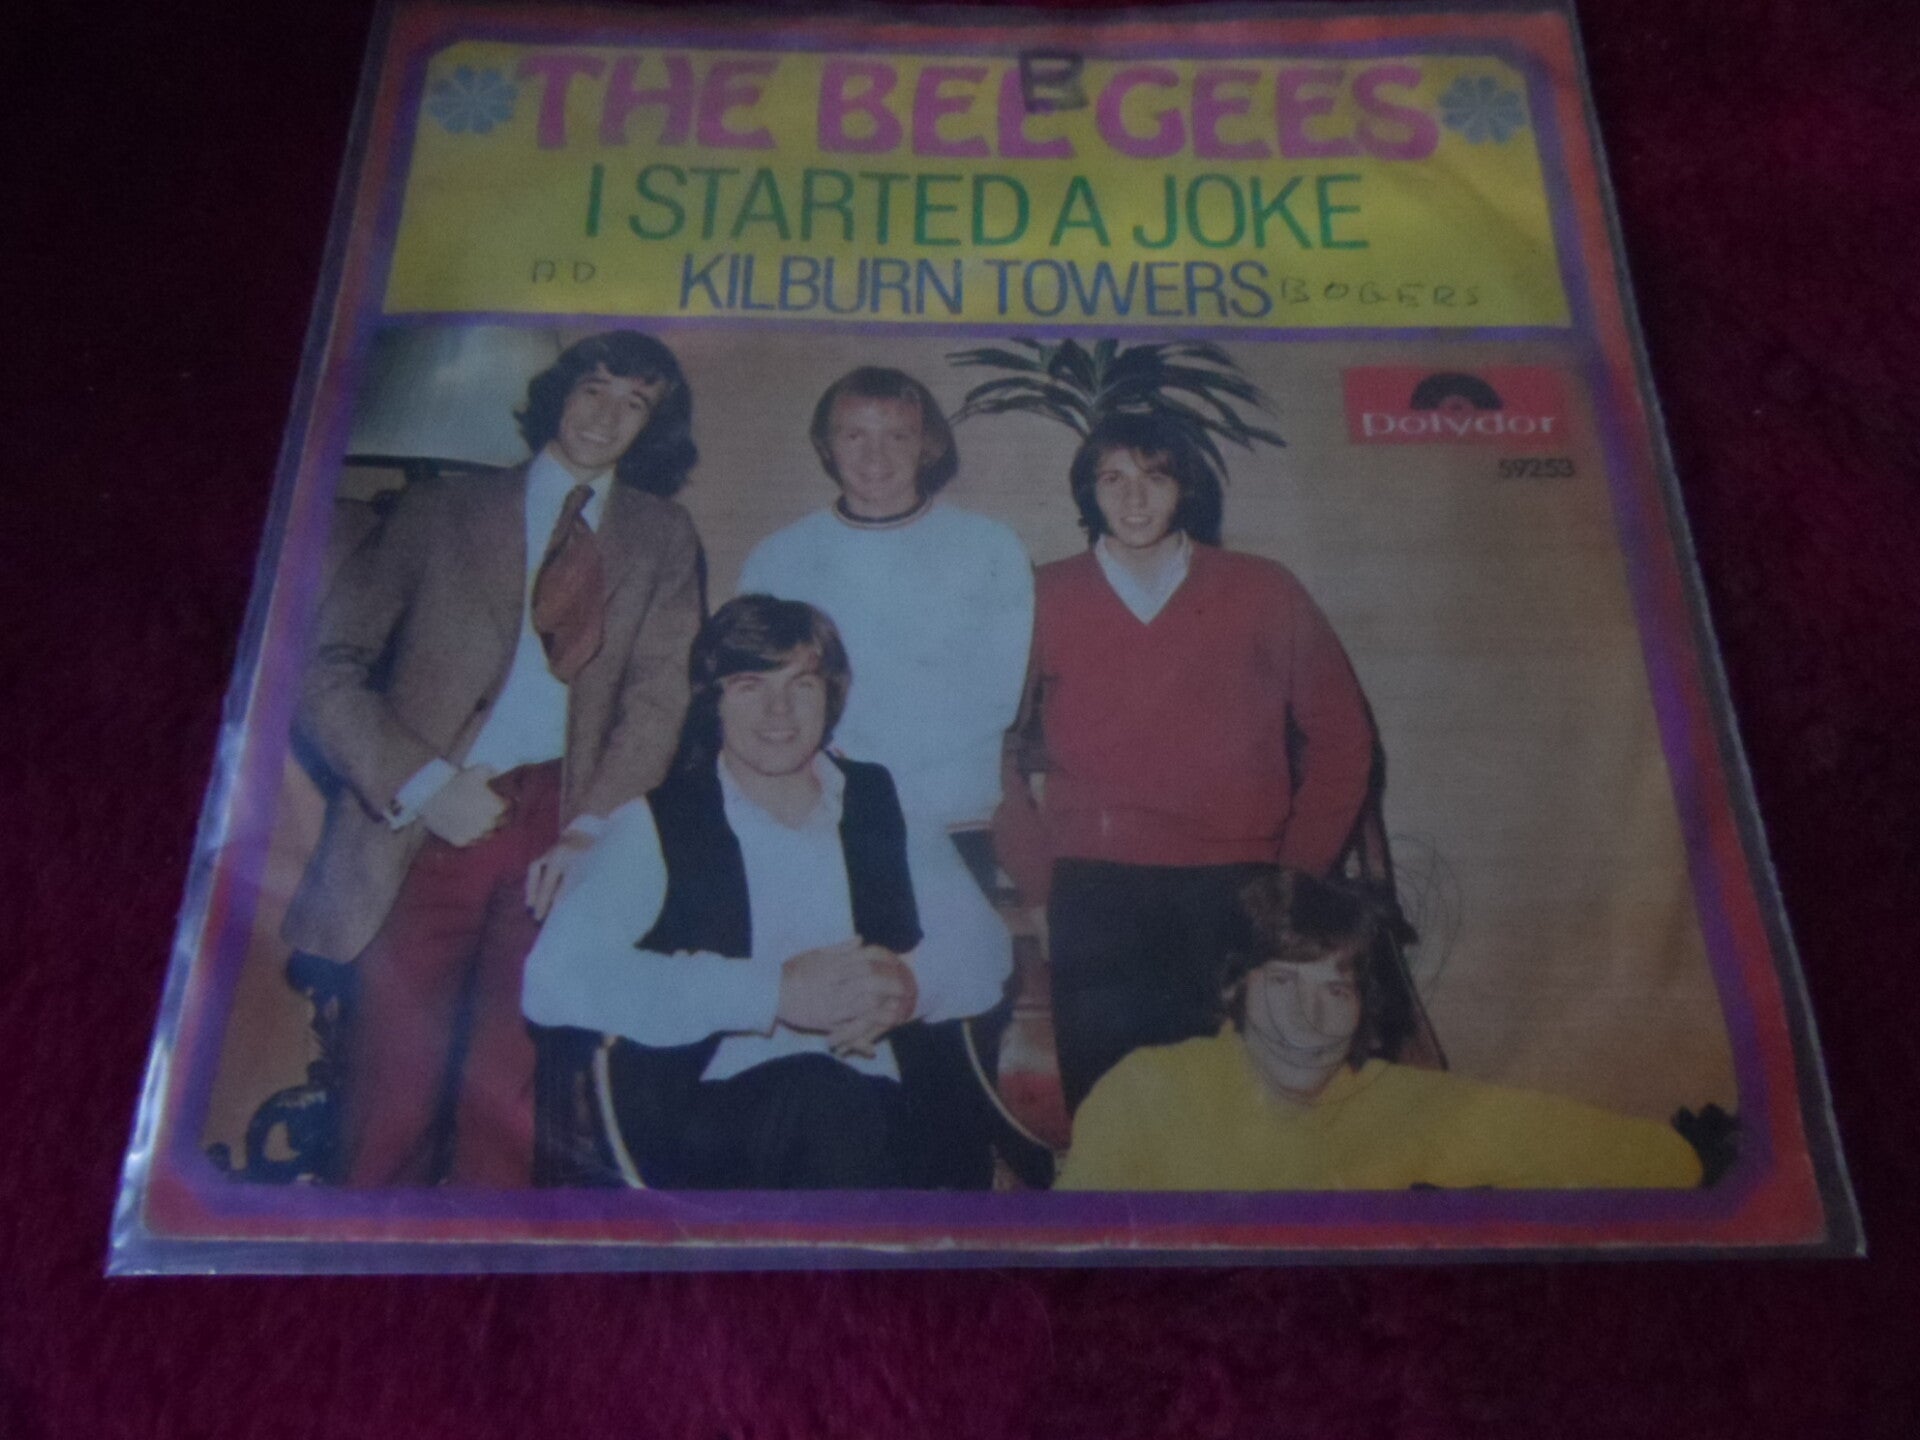 B
THE BEE GEES
I STARTED A JOKE
AD KILBURN TOWERS BOGERS
polydor
59253